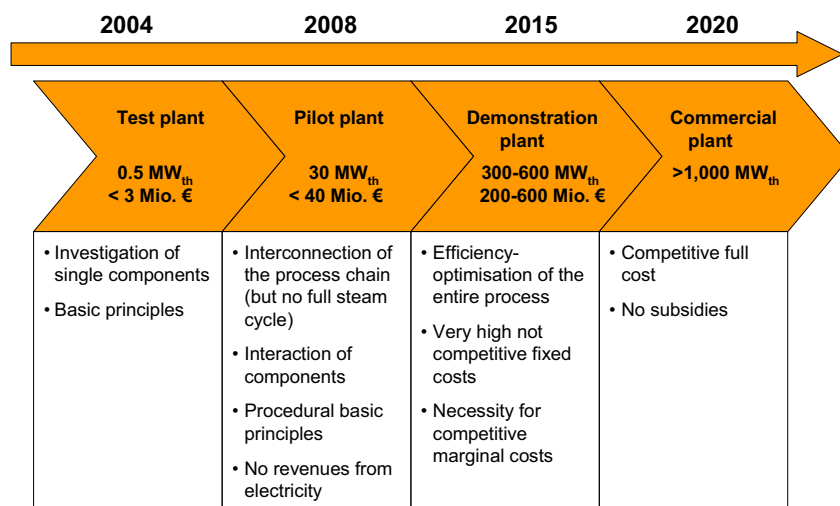 2004
2008
2015
2020
Test plant
0.5 MWth
< 3 Mio. €
Pilot plant
30 MWth
< 40 Mio. €
Demonstration
plant
300-600 MWth
200-600 Mio. €
Commercial
plant
>1,000 MWth
• Investigation of
single components
• Basic principles
• Interconnection of
the process chain
(but no full steam
cycle)
• Interaction of
components
• Procedural basic
principles
• No revenues from
electricity
• Efficiency-
optimisation of the
entire process
• Very high not
competitive fixed
costs
• Necessity for
competitive
marginal costs
• Competitive full
cost
• No subsidies